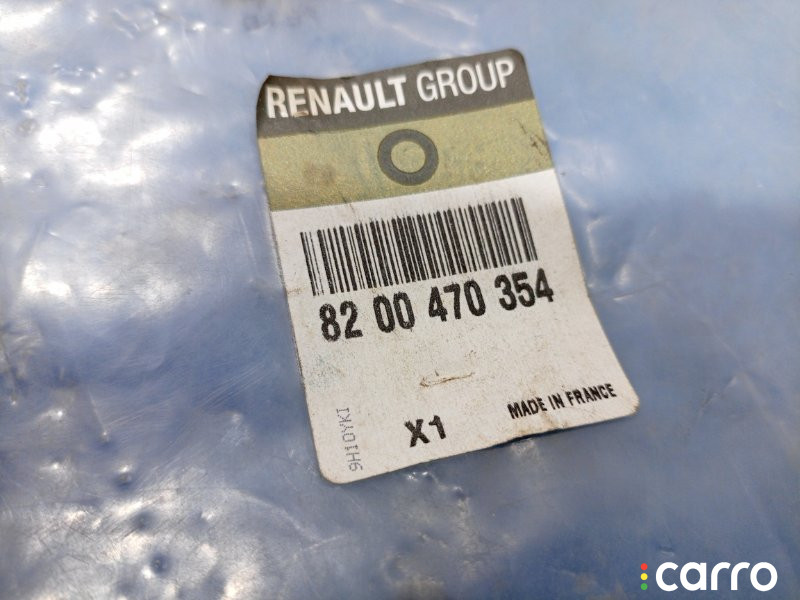 RENAULT GROUP
82 00 470 354
X1
MADE IN FRANCE
9H10YKI
carro